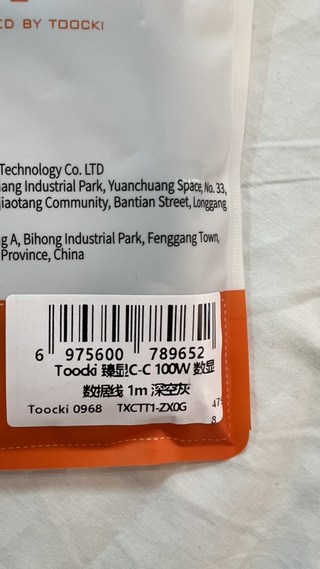 ED BY TOOCKI
Technology Co. LTD
ang Industrial Park, Yuanchuang Space, No. 33,
jiaotang Community, Bantian Street, Longgang
g A, Bihong Industrial Park, Fenggang Town,
Province, China
6 975600 789652
Toocki 臻显C-C 100W 数显
数据线 1m 深空灰
Toocki 0968 TXCTT1-ZX0G